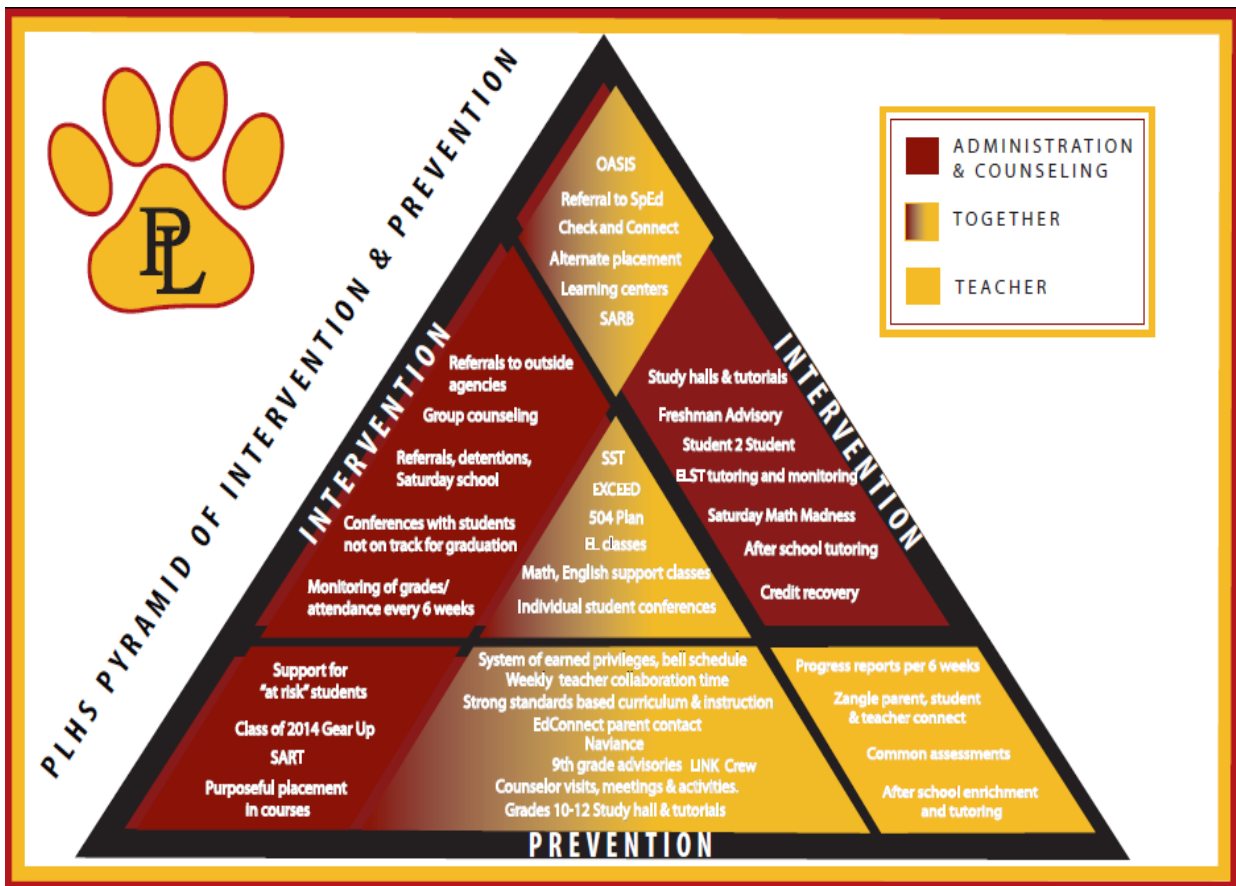 PLHS PYRAMID OF INTERVENTION & PREVENTION
PL
ADMINISTRATION
& COUNSELING
TOGETHER
TEACHER
OASIS
Referral to SpEd
Check and Connect
Alternate placement
Learning centers
SARB
INTERVENTION
Referrals to outside
agencies
Group counseling
Referrals, detentions,
Saturday school
Conferences with students
not on track for graduation
Monitoring of grades/
attendance every 6 weeks
SST
EXCEED
504 Plan
EL classes
Math, English support classes
Individual student conferences
INTERVENTION
Study halls & tutorials
Freshman Advisory
Student 2 Student
ELST tutoring and monitoring
Saturday Math Madness
After school tutoring
Credit recovery
Support for
"at risk" students
Class of 2014 Gear Up
SART
Purposeful placement
in courses
System of earned privileges, bell schedule
Weekly teacher collaboration time
Strong standards based curriculum & instruction
EdConnect parent contact
Naviance
9th grade advisories LINK Crew
Counselor visits, meetings & activities.
Grades 10-12 Study hall & tutorials
Progress reports per 6 weeks
Zangle parent, student
& teacher connect
Common assessments
After school enrichment
and tutoring
PREVENTION